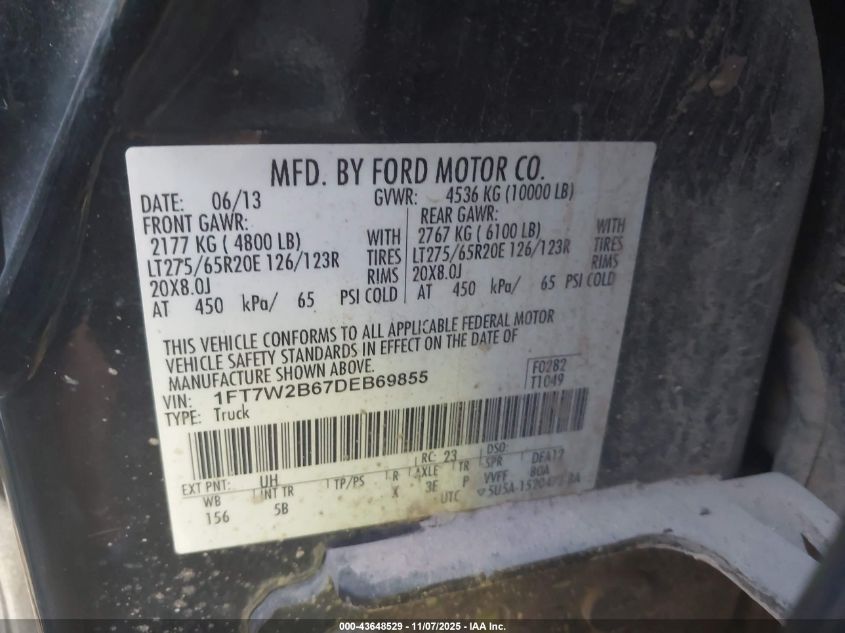 MFD. BY FORD MOTOR CO.
DATE: 06/13 GVWR: 4536 KG (10000 LB)
FRONT GAWR: REAR GAWR:
2177 KG ( 4800 LB) WITH 2767 KG ( 6100 LB) WITH
LT275/65R20E 126/123R TIRES LT275/65R20E 126/123R TIRES
20X8.0J RIMS 20X8.0J RIMS
AT 450 kPa/ 65 PSI COLD AT 450 kPa/ 65 PSI COLD
THIS VEHICLE CONFORMS TO ALL APPLICABLE FEDERAL MOTOR
VEHICLE SAFETY STANDARDS IN EFFECT ON THE DATE OF
MANUFACTURE SHOWN ABOVE.
VIN: 1FT7W2B67DEB69855 F0282
TYPE: Truck T1049
EXT PNT: UH RC: 23 DSO:
WB INT TR TP/PS R AXLE TR SPR DFA17
156 5B X 3E P VVFF BOA
UTC
000-43648529 - 11/07/2025 - IAA Inc.